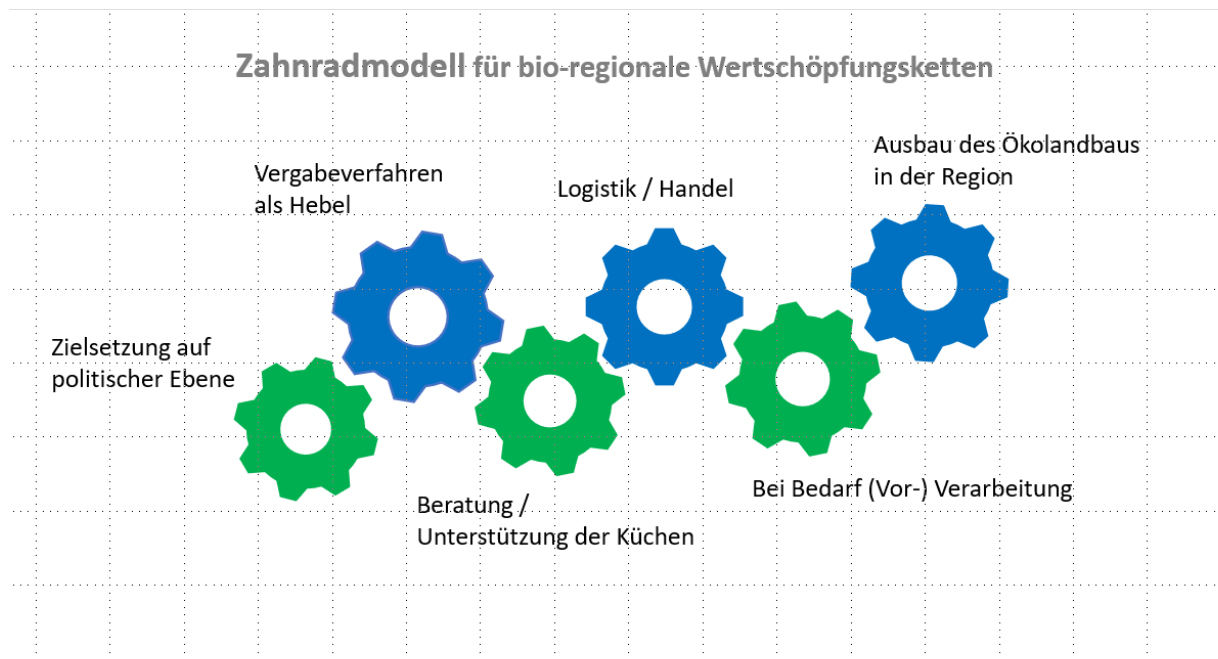 Zahnradmodell für bio-regionale Wertschöpfungsketten
Vergabeverfahren
als Hebel
Logistik / Handel
Ausbau des Ökolandbaus
in der Region
Zielsetzung auf
politischer Ebene
Beratung /
Unterstützung der Küchen
Bei Bedarf (Vor-) Verarbeitung